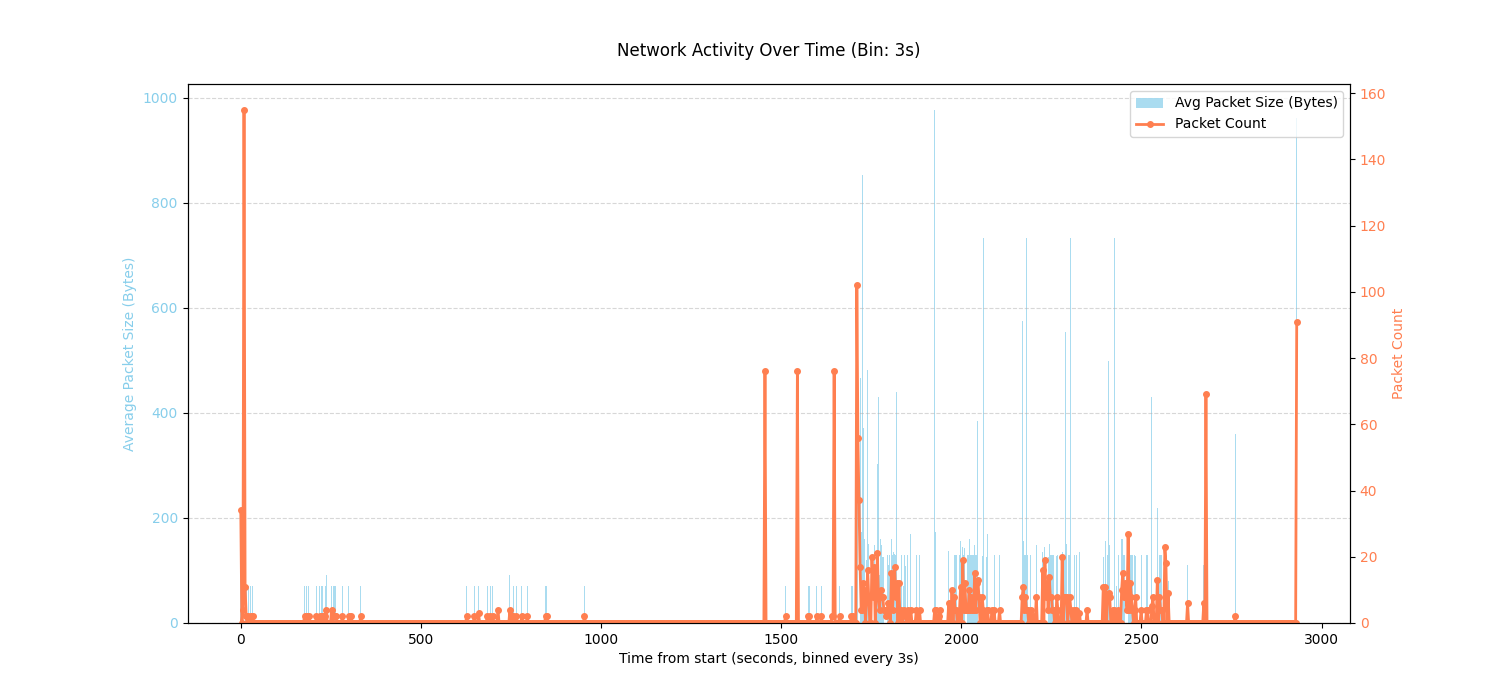 Network Activity Over Time (Bin: 3s)
Avg Packet Size (Bytes)
Packet Count
Average Packet Size (Bytes)
1000
800
600
400
200
0
Packet Count
160
140
120
100
80
60
40
20
0
0 500 1000 1500 2000 2500 3000
Time from start (seconds, binned every 3s)